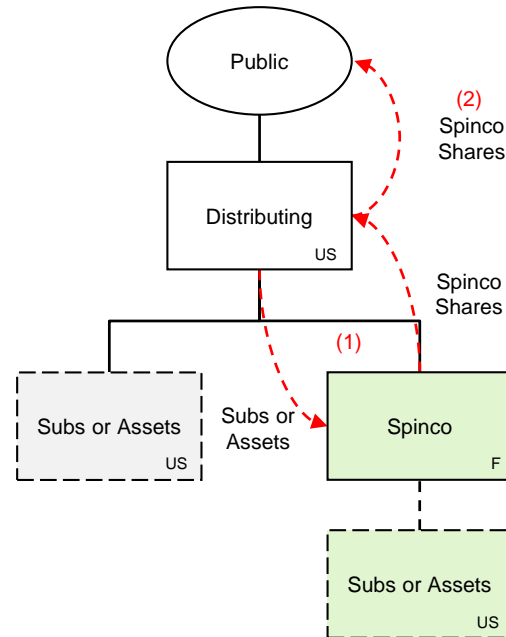 Public
(2)
Spinco
Shares
Distributing
US
Spinco
Shares
(1)
Subs or Assets
US
Subs or
Assets
Spinco
F
Subs or Assets
US